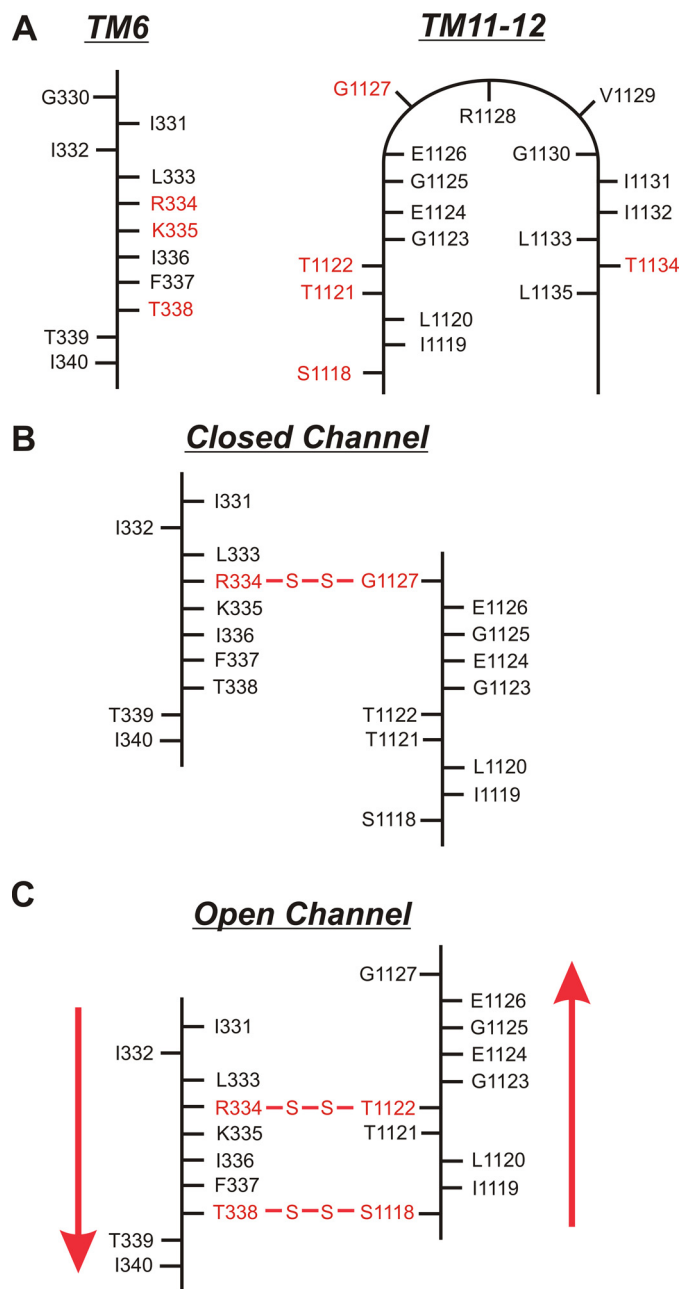 A
TM6
TM11-12
G330
I331
I332
L333
R334
K335
I336
F337
T338
T339
I340
G1127
R1128
V1129
E1126
G1130
G1125
I1131
E1124
I1132
G1123
L1133
T1122
T1134
T1121
L1135
L1120
I1119
S1118
B
Closed Channel
I331
I332
L333
R334 S S G1127
K335
E1126
I336
G1125
F337
E1124
T338
G1123
T339
T1122
I340
T1121
L1120
I1119
S1118
C
Open Channel
G1127
E1126
I331
G1125
I332
E1124
L333
G1123
R334 S S T1122
K335
T1121
I336
L1120
F337
I1119
T338 S S S1118
T339
I340